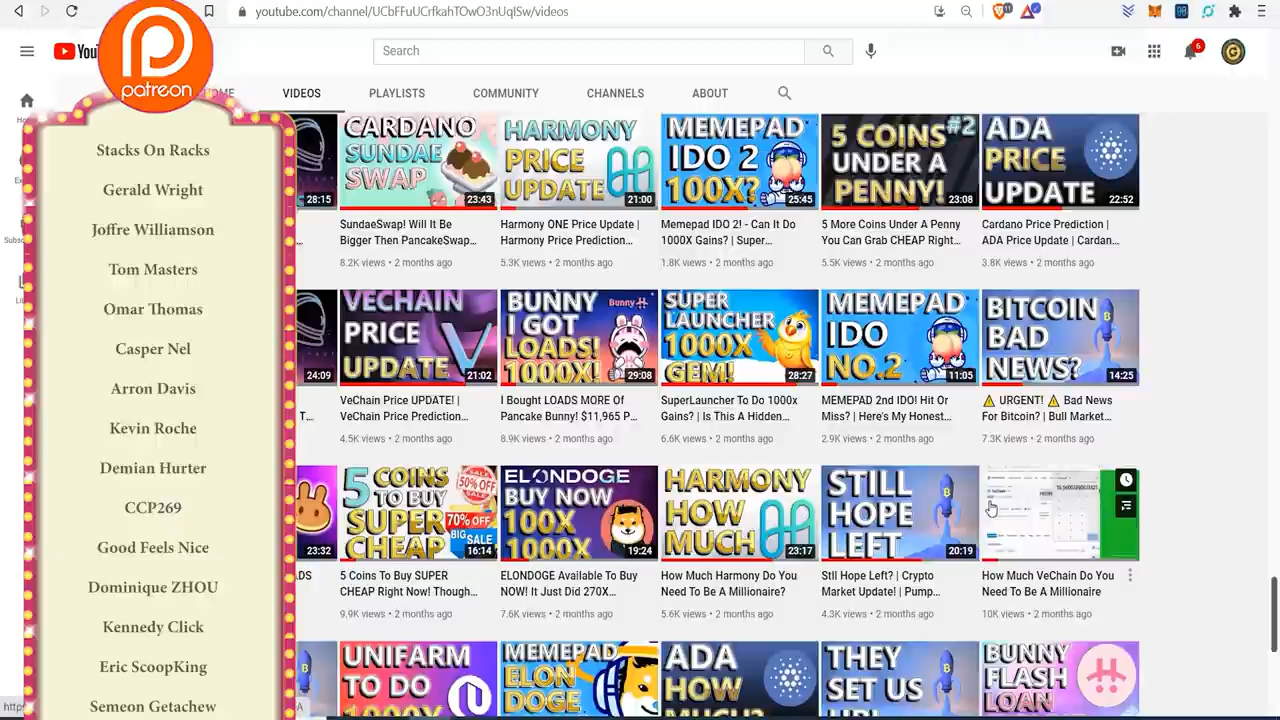 youtube.com/channel/UCbFFuUCrfkahTOwO3nUqISw/videos
11
patreon
You
Search
6
G
HOME
VIDEOS
PLAYLISTS
COMMUNITY
CHANNELS
ABOUT
Stacks On Racks
Gerald Wright
Joffre Williamson
Tom Masters
Omar Thomas
Casper Nel
Arron Davis
Kevin Roche
Demian Hurter
CCP269
Good Feels Nice
Dominique ZHOU
Kennedy Click
Eric ScoopKing
Semeon Getachew
28:15
CARDANO
SUNDAE
SWAP
23:43
SundaeSwap! Will It Be
Bigger Then PancakeSwap...
8.2K views • 2 months ago
HARMONY
PRICE
UPDATE
21:00
Harmony ONE Price Update |
Harmony Price Prediction...
5.3K views • 2 months ago
MEMEPAD
IDO 2
100X?
25:45
Memepad IDO 2! - Can It Do
1000X Gains? | Super...
1.8K views • 2 months ago
5 COINS #2
UNDER A
PENNY!
23:08
5 More Coins Under A Penny
You Can Grab CHEAP Right...
5.5K views • 2 months ago
ADA
PRICE
UPDATE
22:52
Cardano Price Prediction |
ADA Price Update | Cardan...
3.8K views • 2 months ago
24:09
T...
VECHAIN
PRICE
UPDATE
21:02
VeChain Price UPDATE! |
VeChain Price Prediction...
4.5K views • 2 months ago
BUNNY
I GOT
LOADS!
1000X!
Bunny
29:08
I Bought LOADS MORE Of
Pancake Bunny! $11,965 P...
8.9K views • 2 months ago
SUPER
LAUNCHER
1000X
GEM!
28:27
SuperLauncher To Do 1000x
Gains? | Is This A Hidden...
6.6K views • 2 months ago
MEMEPAD
IDO
NO.2
11:05
MEMEPAD 2nd IDO! Hit Or
Miss? | Here's My Honest...
2.9K views • 2 months ago
BITCOIN
BAD
NEWS?
14:25
URGENT! Bad News
For Bitcoin? | Bull Market...
7.3K views • 2 months ago
23:32
ADS
5 COINS
TO BUY
SUPER
CHEAP
SALE
50% OFF
70% OFF
BIG
SALE
16:14
5 Coins To Buy SUPER
CHEAP Right Now! Though...
9.9K views • 2 months ago
ELONDOGE
BUY NOW
100X
1000X
19:24
ELONDOGE Available To Buy
NOW! It Just Did 270X...
7.6K views • 2 months ago
HARMONY
HOW
MUCH
23:17
How Much Harmony Do You
Need To Be A Millionaire?
5.6K views • 2 months ago
STILL
HOPE
LEFT
20:19
Stll Hope Left? | Crypto
Market Update! | Pump...
4.3K views • 2 months ago
How Much VeChain Do You
Need To Be A Millionaire
10K views • 2 months ago
UNIFARM
TO DO
1000X
MEMEPAD
ELON
DOGE
ADA
HOW
MUCH?
THEY
SET US
UP!
BUNNY
FLASH
LOAN